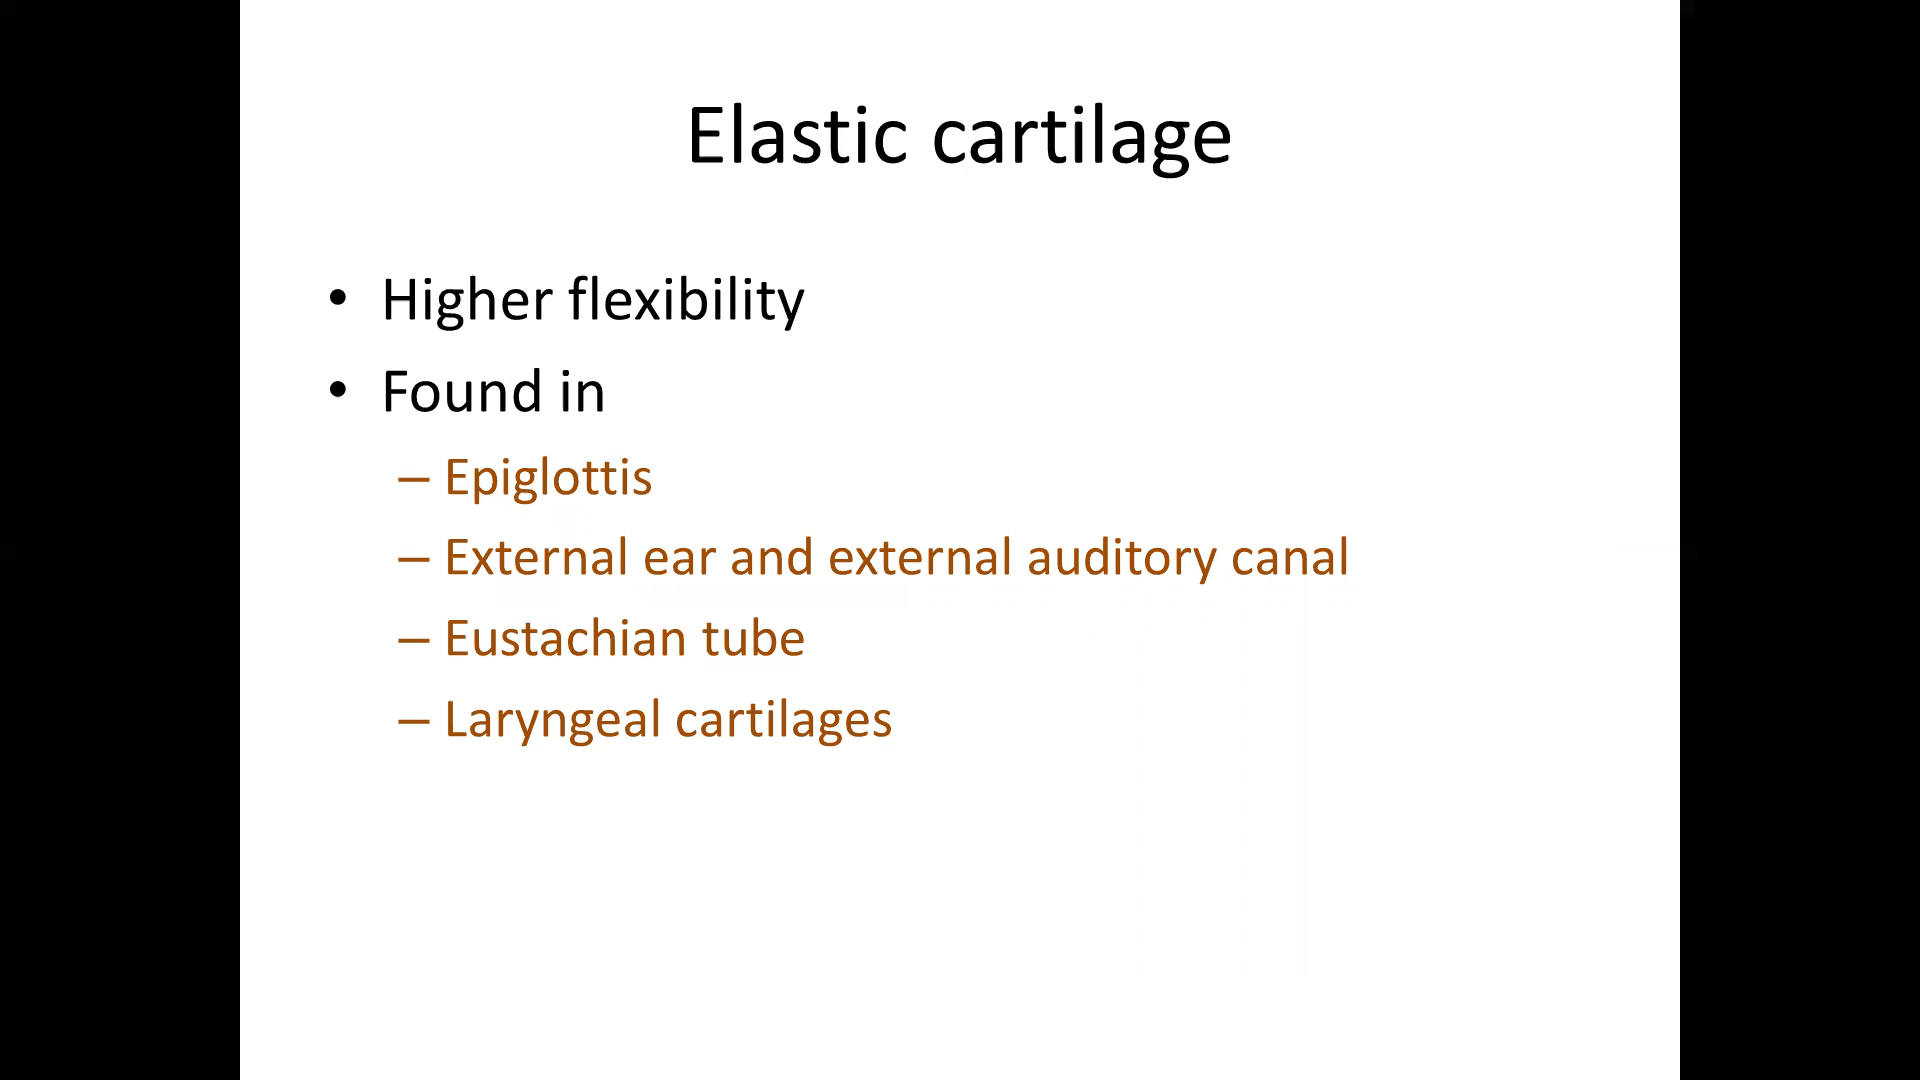 Elastic cartilage
• Higher flexibility
• Found in
– Epiglottis
– External ear and external auditory canal
– Eustachian tube
– Laryngeal cartilages